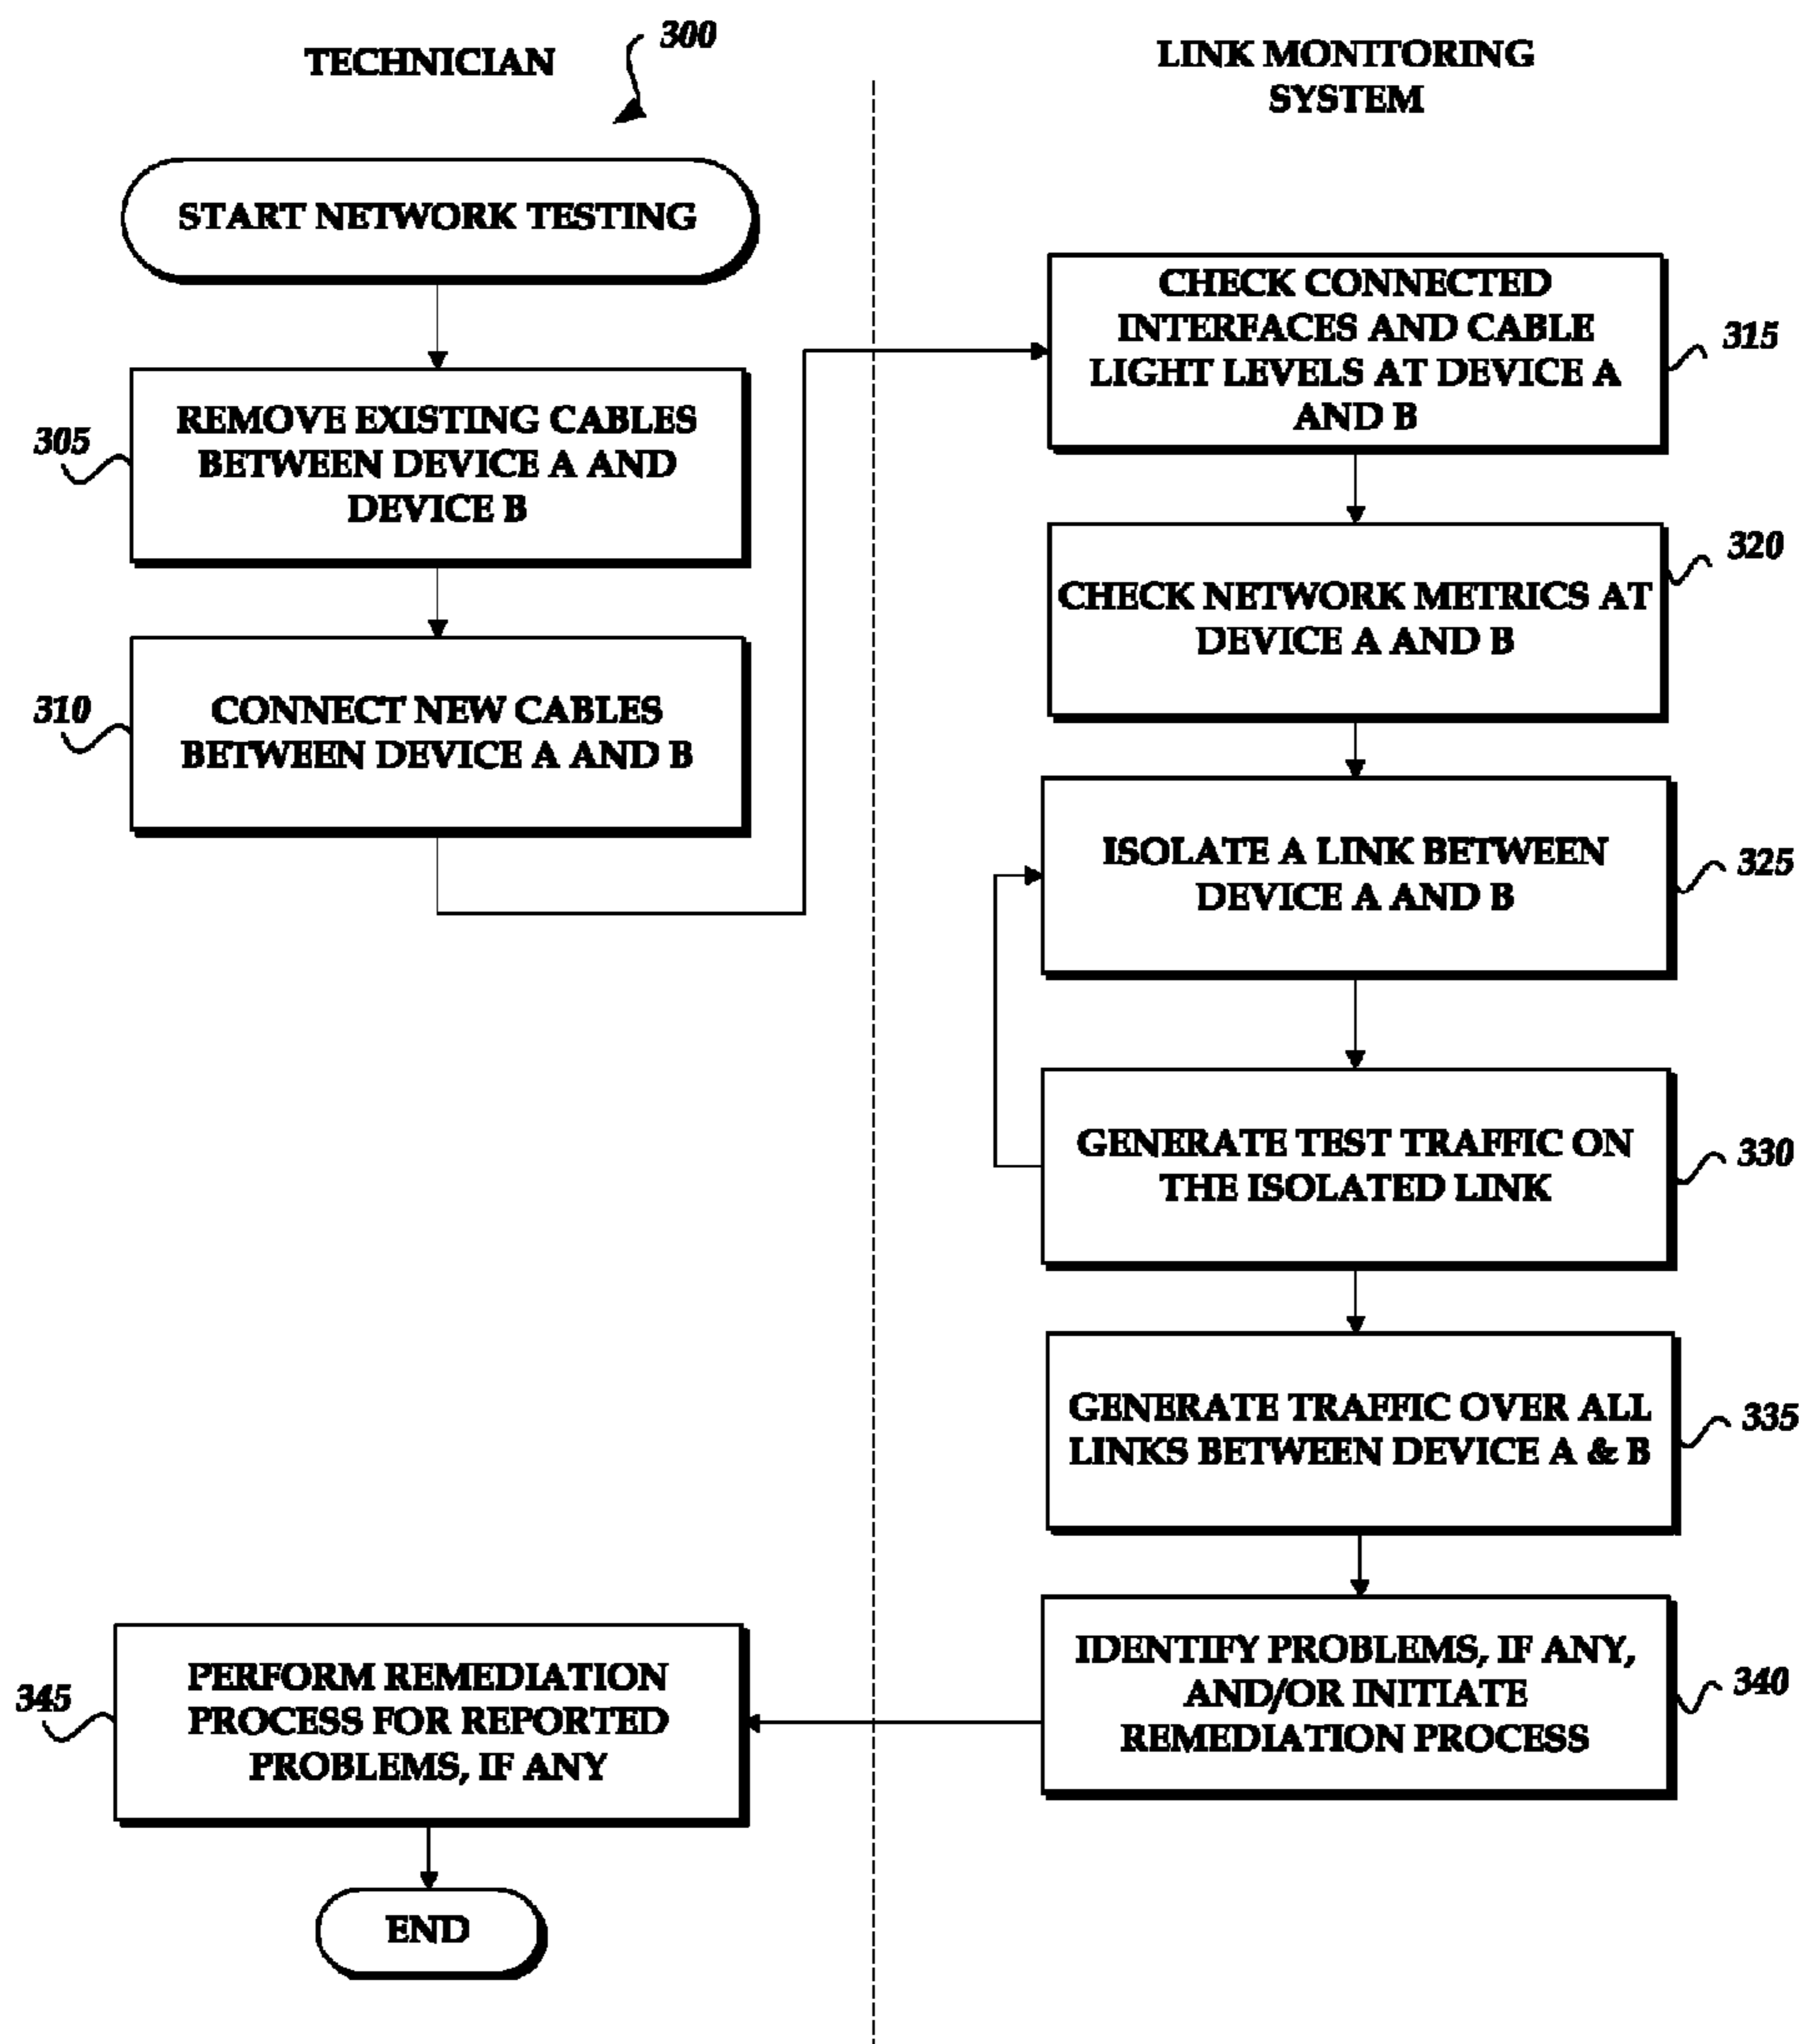 TECHNICIAN
300
LINK MONITORING
SYSTEM
START NETWORK TESTING
305
REMOVE EXISTING CABLES
BETWEEN DEVICE A AND
DEVICE B
310
CONNECT NEW CABLES
BETWEEN DEVICE A AND B
CHECK CONNECTED
INTERFACES AND CABLE
LIGHT LEVELS AT DEVICE A
AND B
315
CHECK NETWORK METRICS AT
DEVICE A AND B
320
ISOLATE A LINK BETWEEN
DEVICE A AND B
325
GENERATE TEST TRAFFIC ON
THE ISOLATED LINK
330
GENERATE TRAFFIC OVER ALL
LINKS BETWEEN DEVICE A & B
335
IDENTIFY PROBLEMS, IF ANY,
AND/OR INITIATE
REMEDIATION PROCESS
340
345
PERFORM REMEDIATION
PROCESS FOR REPORTED
PROBLEMS, IF ANY
END